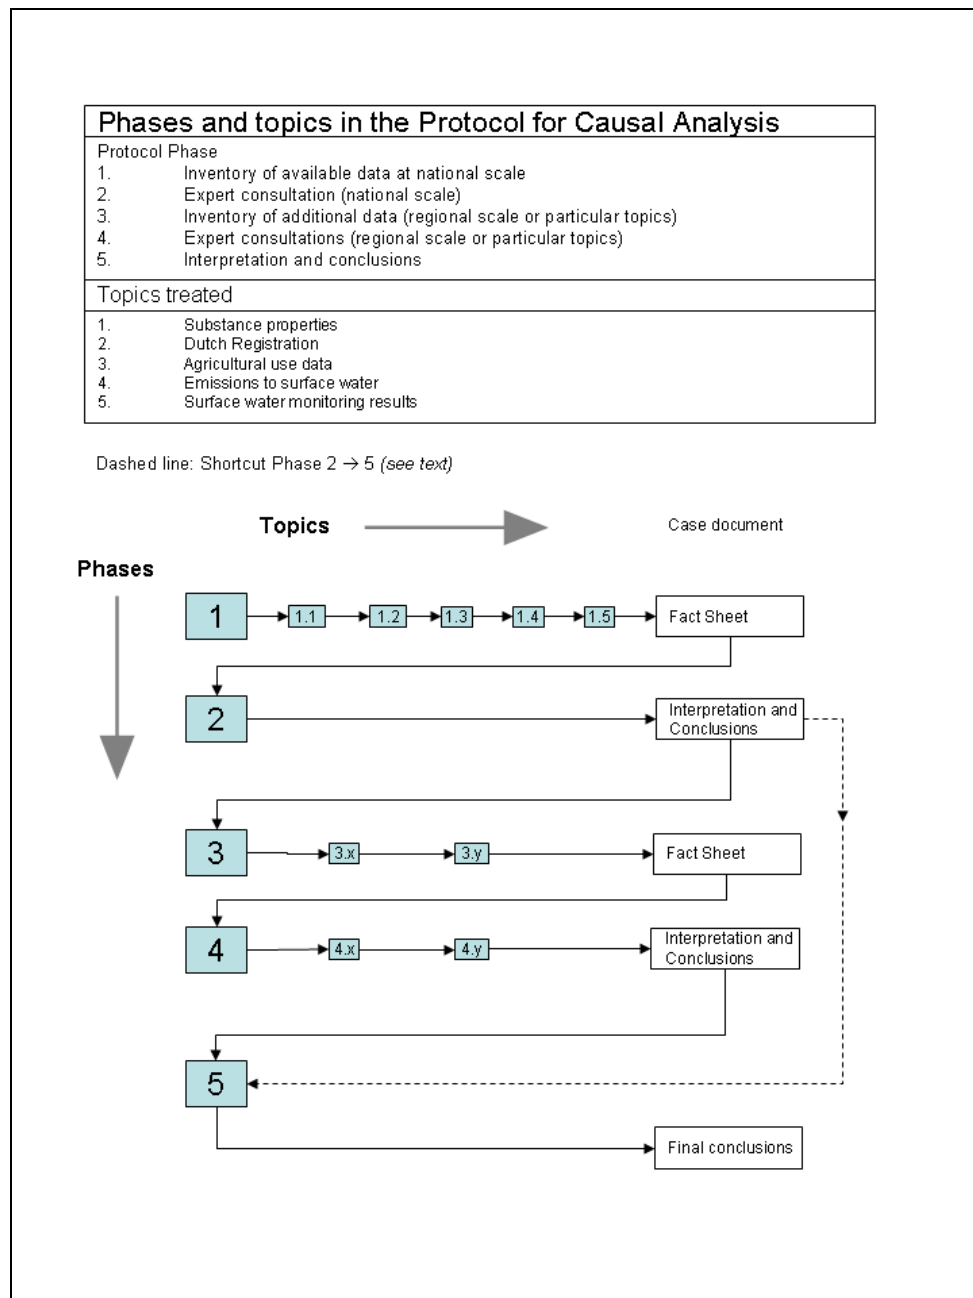 Phases and topics in the Protocol for Causal Analysis
Protocol Phase
1. Inventory of available data at national scale
2. Expert consultation (national scale)
3. Inventory of additional data (regional scale or particular topics)
4. Expert consultations (regional scale or particular topics)
5. Interpretation and conclusions
Topics treated
1. Substance properties
2. Dutch Registration
3. Agricultural use data
4. Emissions to surface water
5. Surface water monitoring results
Dashed line: Shortcut Phase 2 → 5 (see text)
Topics
Case document
Phases
1 1.1 1.2 1.3 1.4 1.5 Fact Sheet
2 Interpretation and
Conclusions
3 3.x 3.y Fact Sheet
4 4.x 4.y Interpretation and
Conclusions
5
Final conclusions